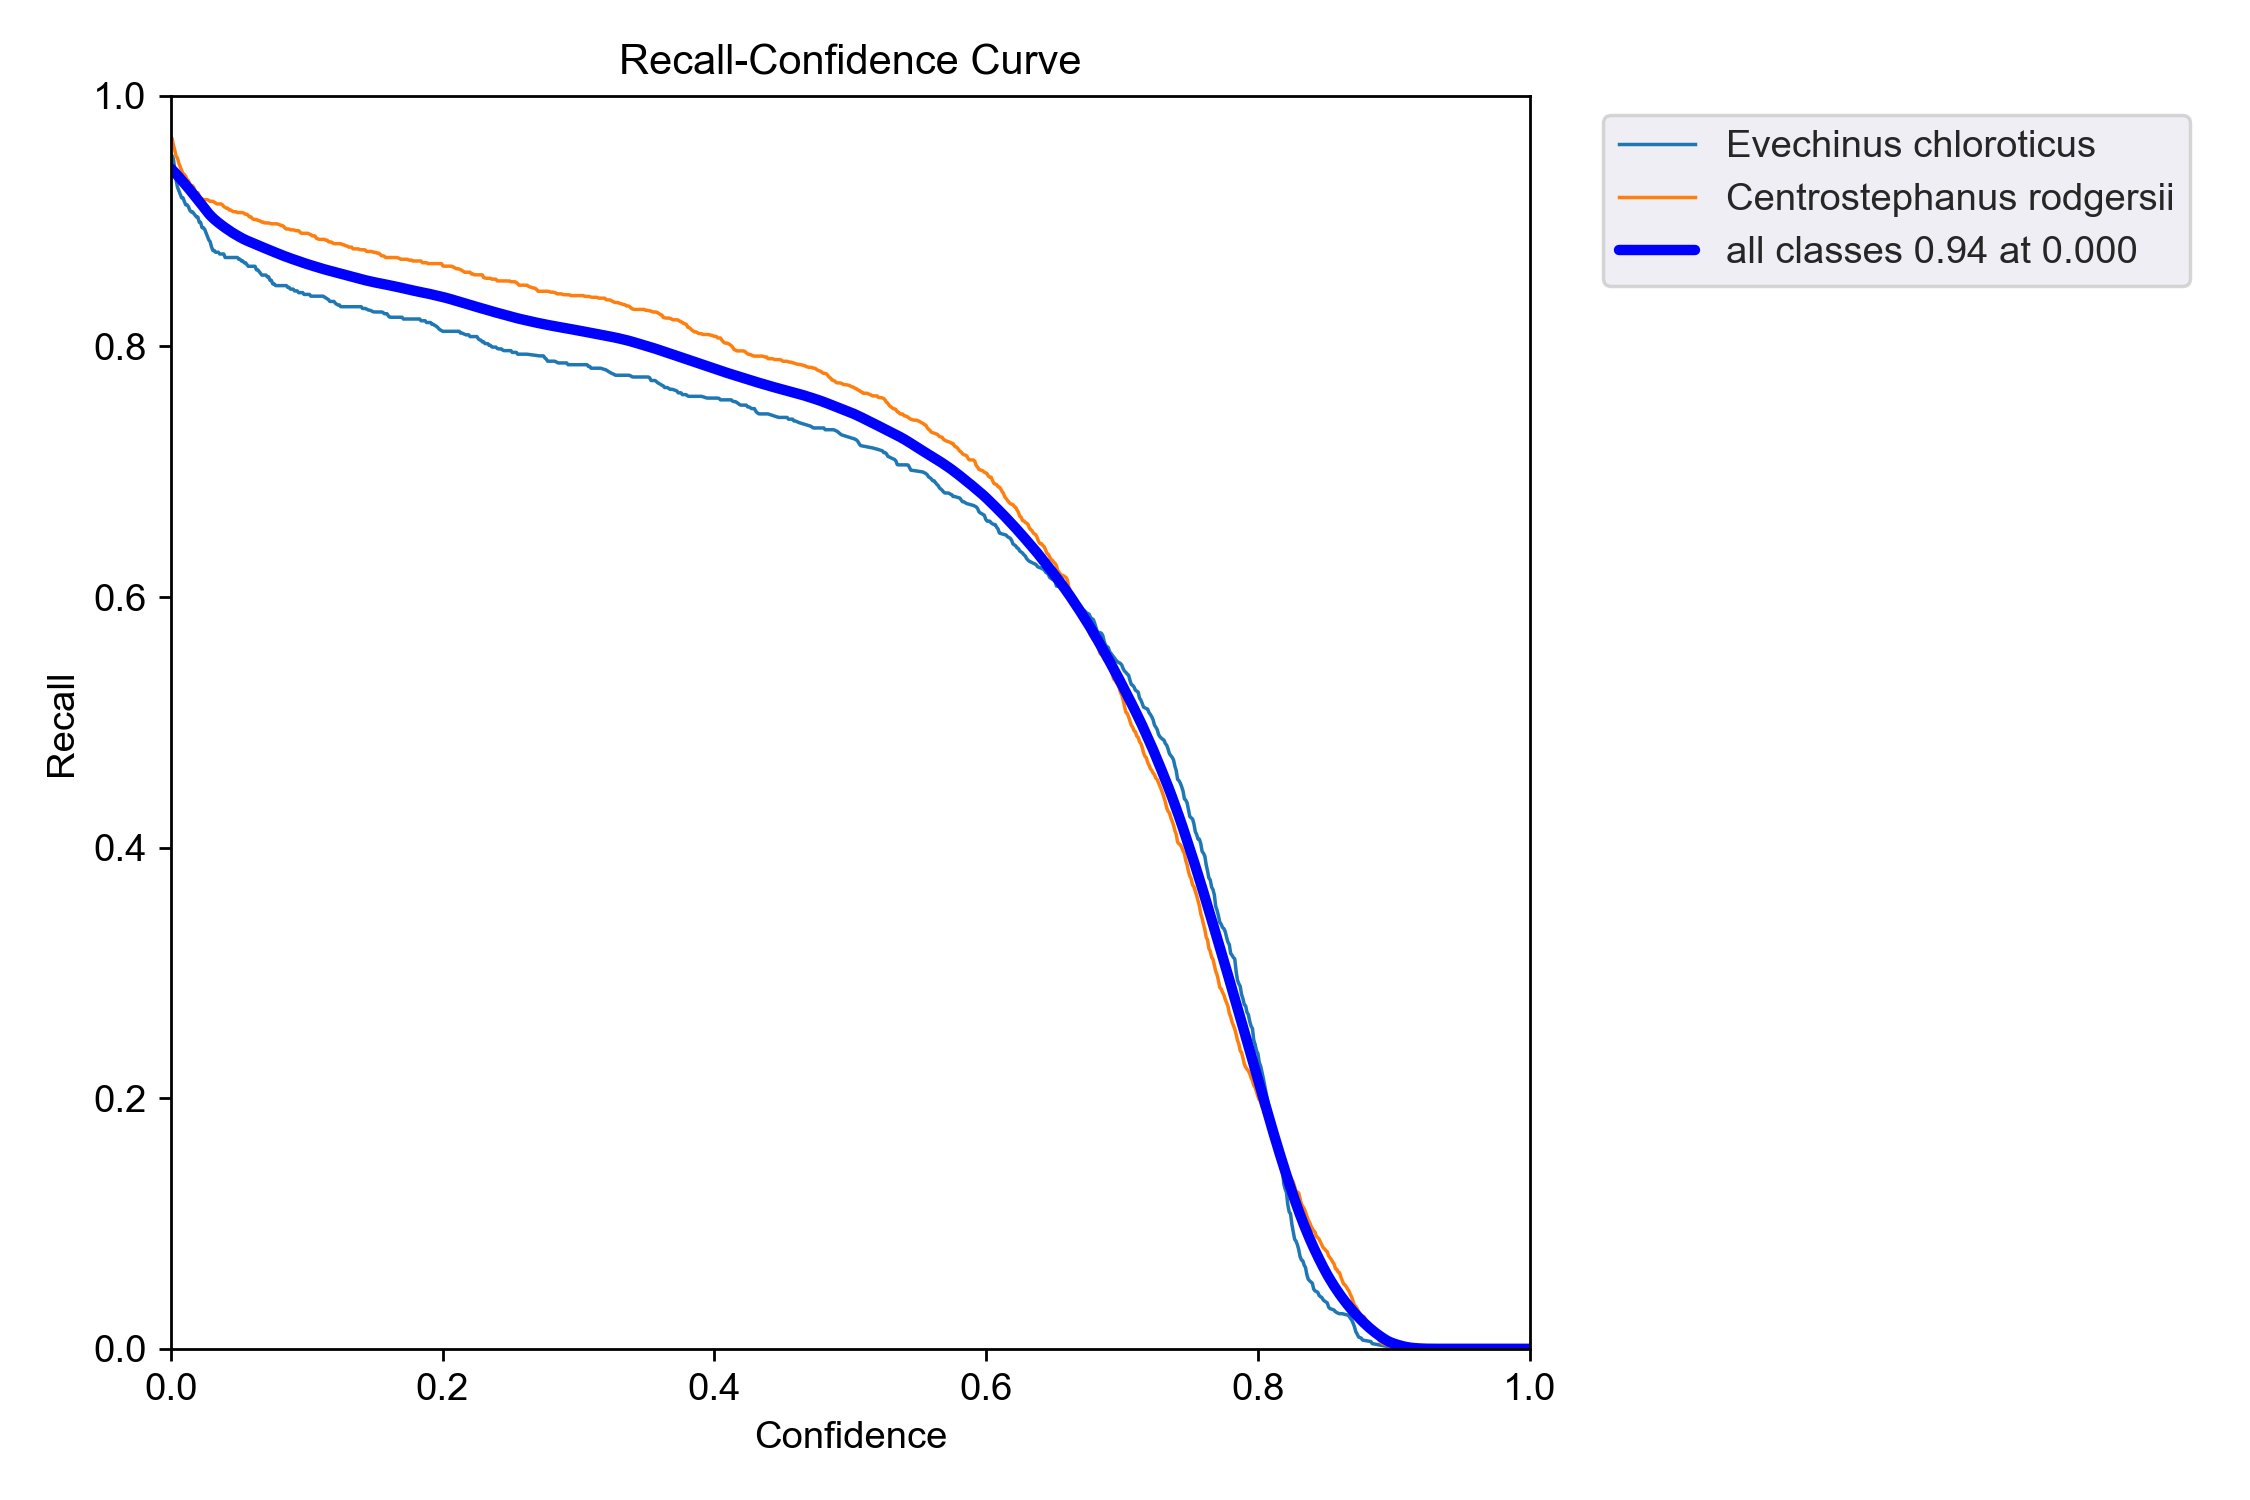 Recall-Confidence Curve
1.0
0.8
0.6
0.4
0.2
0.0
Recall
0.0 0.2 0.4 0.6 0.8 1.0
Confidence
Evechinus chloroticus
Centrostephanus rodgersii
all classes 0.94 at 0.000